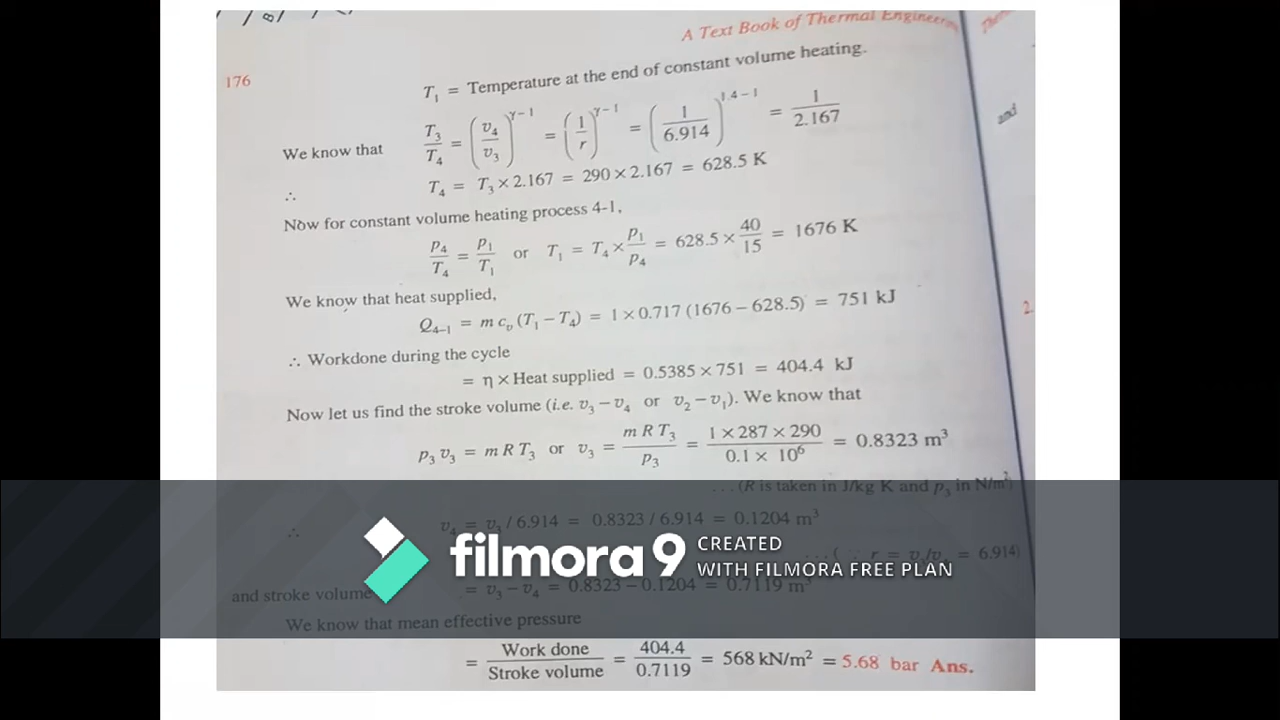 A Text Book of Thermal Engineering
176
T₁ = Temperature at the end of constant volume heating.
We know that T₃/T₄ = (v₄/v₃)^(γ−1) = (1/r)^(γ−1) = (1/6.914)^(1.4−1) = 1/2.167
∴ T₄ = T₃ × 2.167 = 290 × 2.167 = 628.5 K
Now for constant volume heating process 4-1,
p₄/T₄ = p₁/T₁ or T₁ = T₄ × p₁/p₄ = 628.5 × 40/15 = 1676 K
We know that heat supplied,
Q₄₋₁ = m c_v (T₁ − T₄) = 1 × 0.717 (1676 − 628.5) = 751 kJ
∴ Workdone during the cycle
= η × Heat supplied = 0.5385 × 751 = 404.4 kJ
Now let us find the stroke volume (i.e. v₃ − v₄ or v₂ − v₁). We know that
p₃ v₃ = m R T₃ or v₃ = m R T₃/p₃ = 1 × 287 × 290/0.1 × 10⁶ = 0.8323 m³
...(R is taken in J/kg K and p₃ in N/m²)
∴ v₄ = v₃ / 6.914 = 0.8323 / 6.914 = 0.1204 m³
...(∵ r = v₃/v₄ = 6.914)
and stroke volume = v₃ − v₄ = 0.8323 − 0.1204 = 0.7119 m³
We know that mean effective pressure
= Work done/Stroke volume = 404.4/0.7119 = 568 kN/m² = 5.68 bar Ans.
and
2.
filmora 9 CREATED
WITH FILMORA FREE PLAN